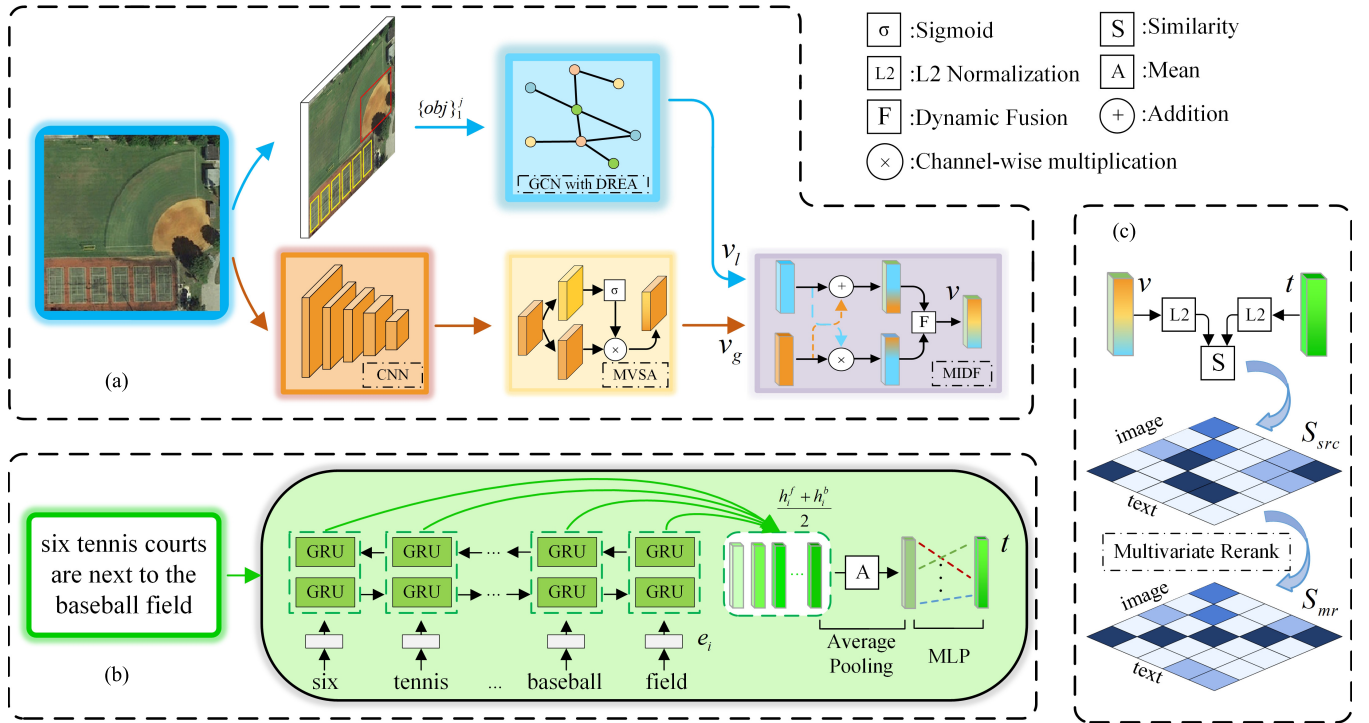 σ :Sigmoid
S :Similarity
L2 :L2 Normalization
A :Mean
F :Dynamic Fusion
+ :Addition
× :Channel-wise multiplication
{obj}₁ʲ
GCN with DREA
v_l
v_g
CNN
σ
×
MVSA
+
×
F
v
MIDF
(a)
six tennis courts
are next to the
baseball field
(b)
GRU GRU ... GRU GRU
GRU GRU ... GRU GRU
e_i
six tennis ... baseball field
(h_i^f + h_i^b)/2
...
A
t
Average
Pooling
MLP
(c)
v
L2
L2
t
S
image
S_src
text
Multivariate Rerank
image
S_mr
text